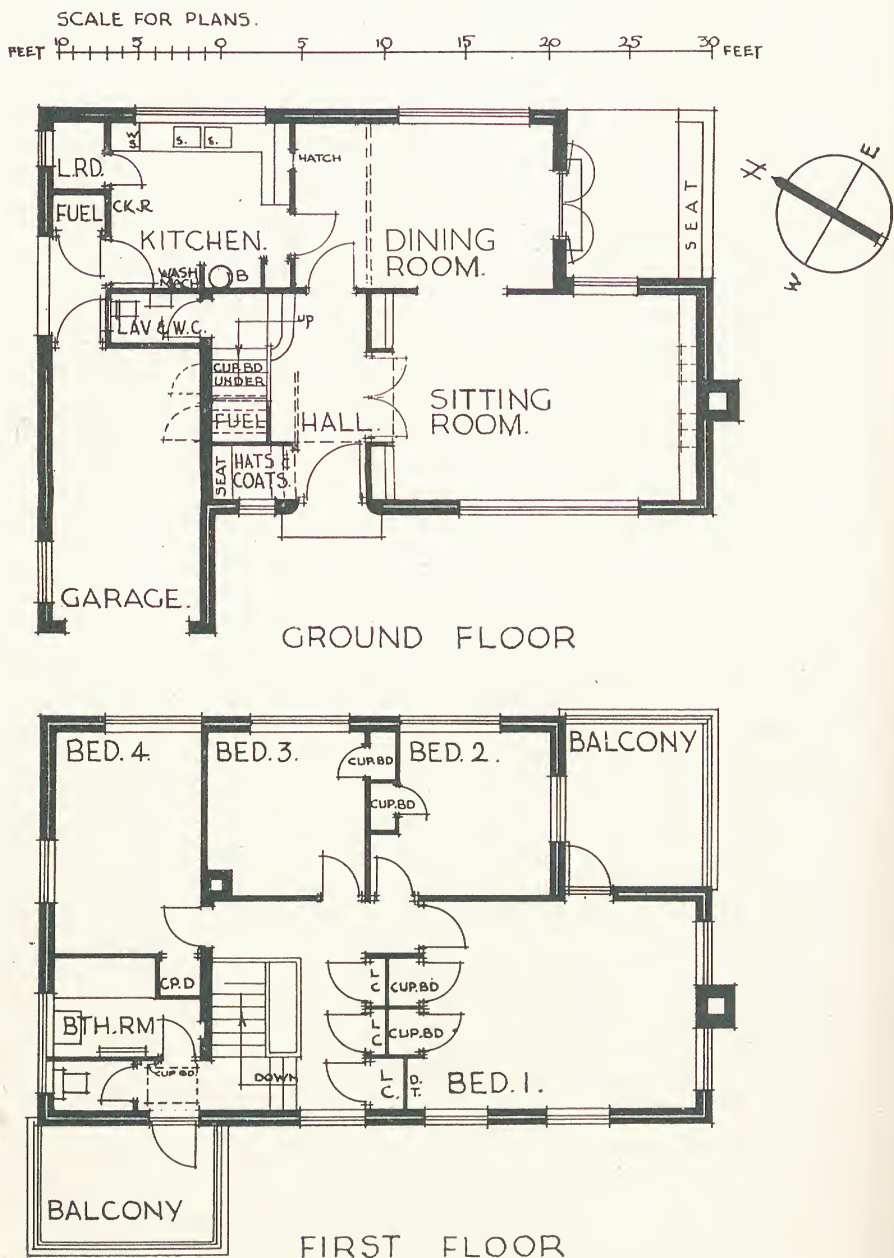 SCALE FOR PLANS.
FEET 10 5 0 5 10 15 20 25 30 FEET
W.S.
S. S.
HATCH
L.RD.
FUEL
CK.R
KITCHEN.
DINING
ROOM.
SEAT
N
E
W
WASH
MACH
B
LAV & W.C.
UP
CUP.BD
UNDER
FUEL
HALL.
SITTING
ROOM.
SEAT
HATS &
COATS.
GARAGE.
GROUND FLOOR
BED. 4.
BED. 3.
CUP.BD
BED. 2.
BALCONY
CUP.BD
CP.D
L
C
CUP.BD
BTH.RM
L
C
CUP.BD
CUP.BD
DOWN
L
C.
D.
T.
BED. 1.
BALCONY
FIRST FLOOR